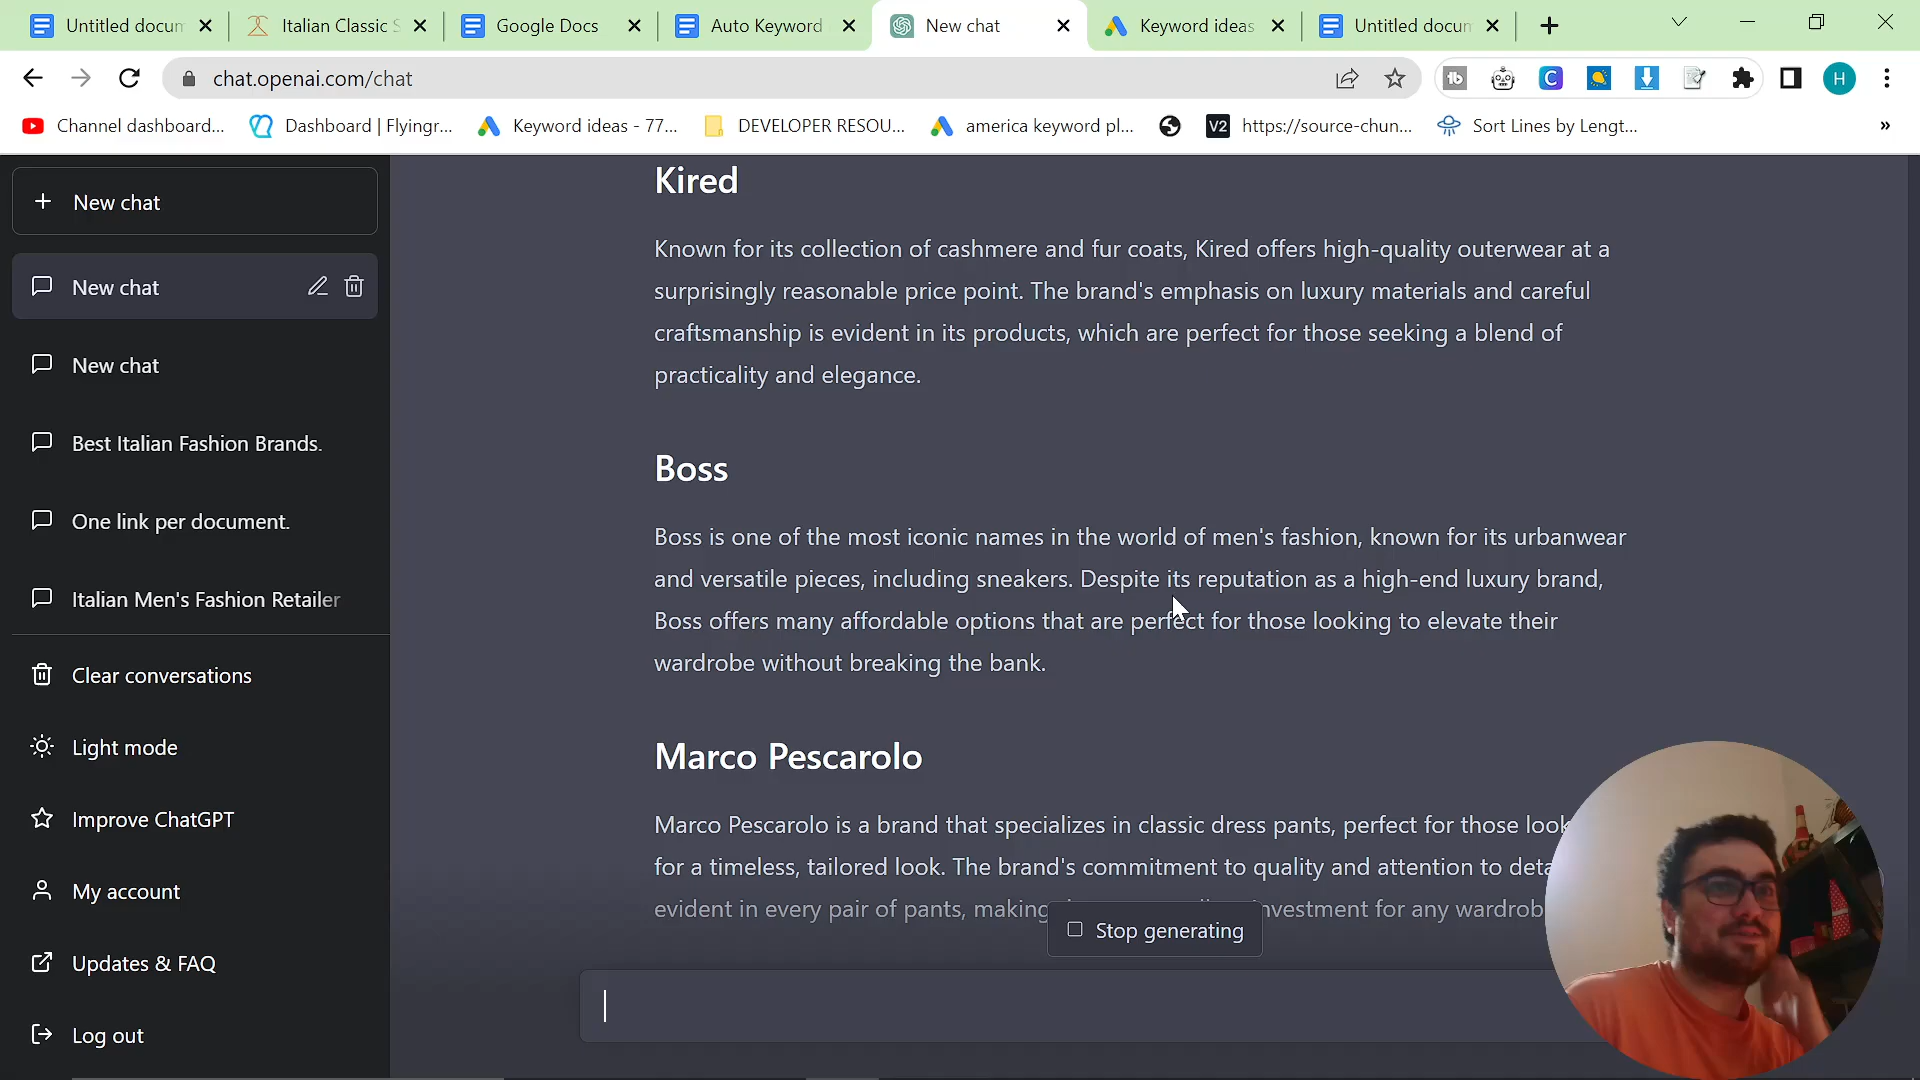 Untitled docum
Italian Classic S
Google Docs
Auto Keyword
New chat
Keyword ideas
Untitled docum
chat.openai.com/chat
H
Channel dashboard...
Dashboard | Flyingr...
Keyword ideas - 77...
DEVELOPER RESOU...
america keyword pl...
V2
https://source-chun...
Sort Lines by Lengt...
»
+ New chat
New chat
New chat
Best Italian Fashion Brands.
One link per document.
Italian Men's Fashion Retailer
Clear conversations
Light mode
Improve ChatGPT
My account
Updates & FAQ
Log out
Kired
Known for its collection of cashmere and fur coats, Kired offers high-quality outerwear at a
surprisingly reasonable price point. The brand's emphasis on luxury materials and careful
craftsmanship is evident in its products, which are perfect for those seeking a blend of
practicality and elegance.
Boss
Boss is one of the most iconic names in the world of men's fashion, known for its urbanwear
and versatile pieces, including sneakers. Despite its reputation as a high-end luxury brand,
Boss offers many affordable options that are perfect for those looking to elevate their
wardrobe without breaking the bank.
Marco Pescarolo
Marco Pescarolo is a brand that specializes in classic dress pants, perfect for those look
for a timeless, tailored look. The brand's commitment to quality and attention to deta
evident in every pair of pants, making investment for any wardrob
Stop generating